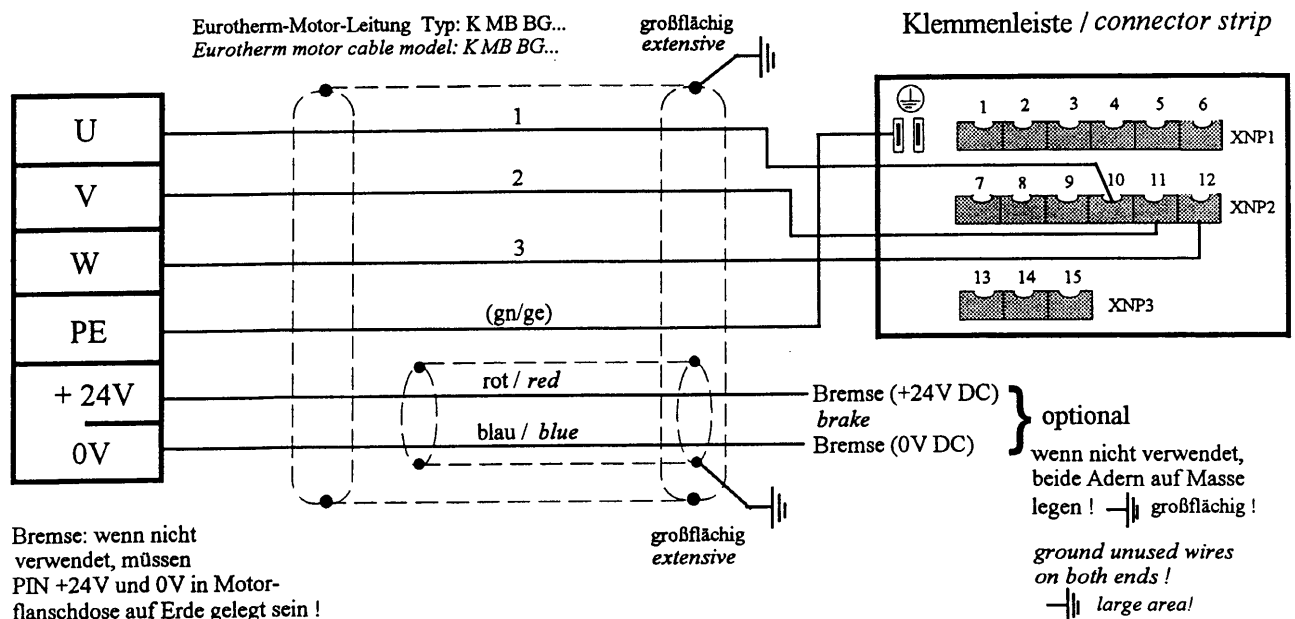 Eurotherm-Motor-Leitung Typ: K MB BG...
Eurotherm motor cable model: K MB BG...
großflächig
extensive
Klemmenleiste / connector strip
U
V
W
PE
+ 24V
0V
1
2
3
(gn/ge)
rot / red
blau / blue
1 2 3 4 5 6
XNP1
7 8 9 10 11 12
XNP2
13 14 15
XNP3
Bremse (+24V DC)
brake
Bremse (0V DC)
} optional
wenn nicht verwendet,
beide Adern auf Masse
legen ! großflächig !
ground unused wires
on both ends !
large area!
großflächig
extensive
Bremse: wenn nicht
verwendet, müssen
PIN +24V und 0V in Motor-
flanschdose auf Erde gelegt sein !